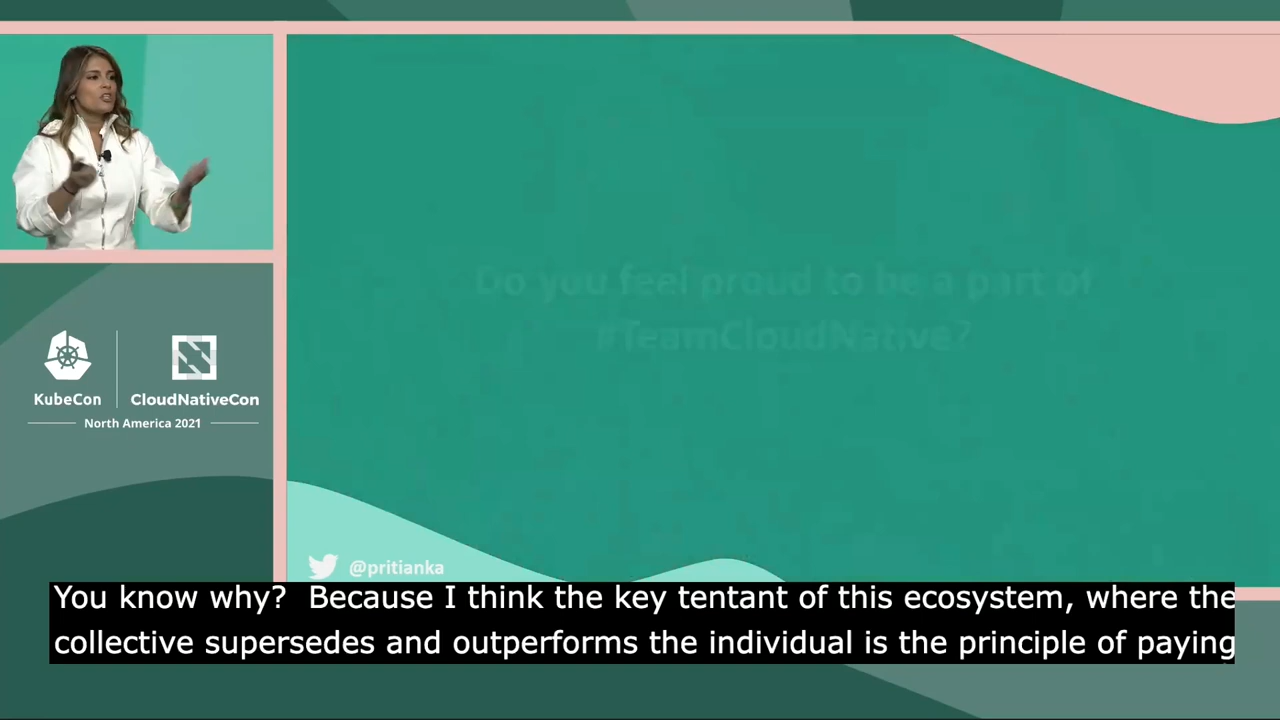 Do you feel proud to be a part of
#TeamCloudNative?
KubeCon
CloudNativeCon
North America 2021
@pritianka
You know why?  Because I think the key tentant of this ecosystem, where the
collective supersedes and outperforms the individual is the principle of paying